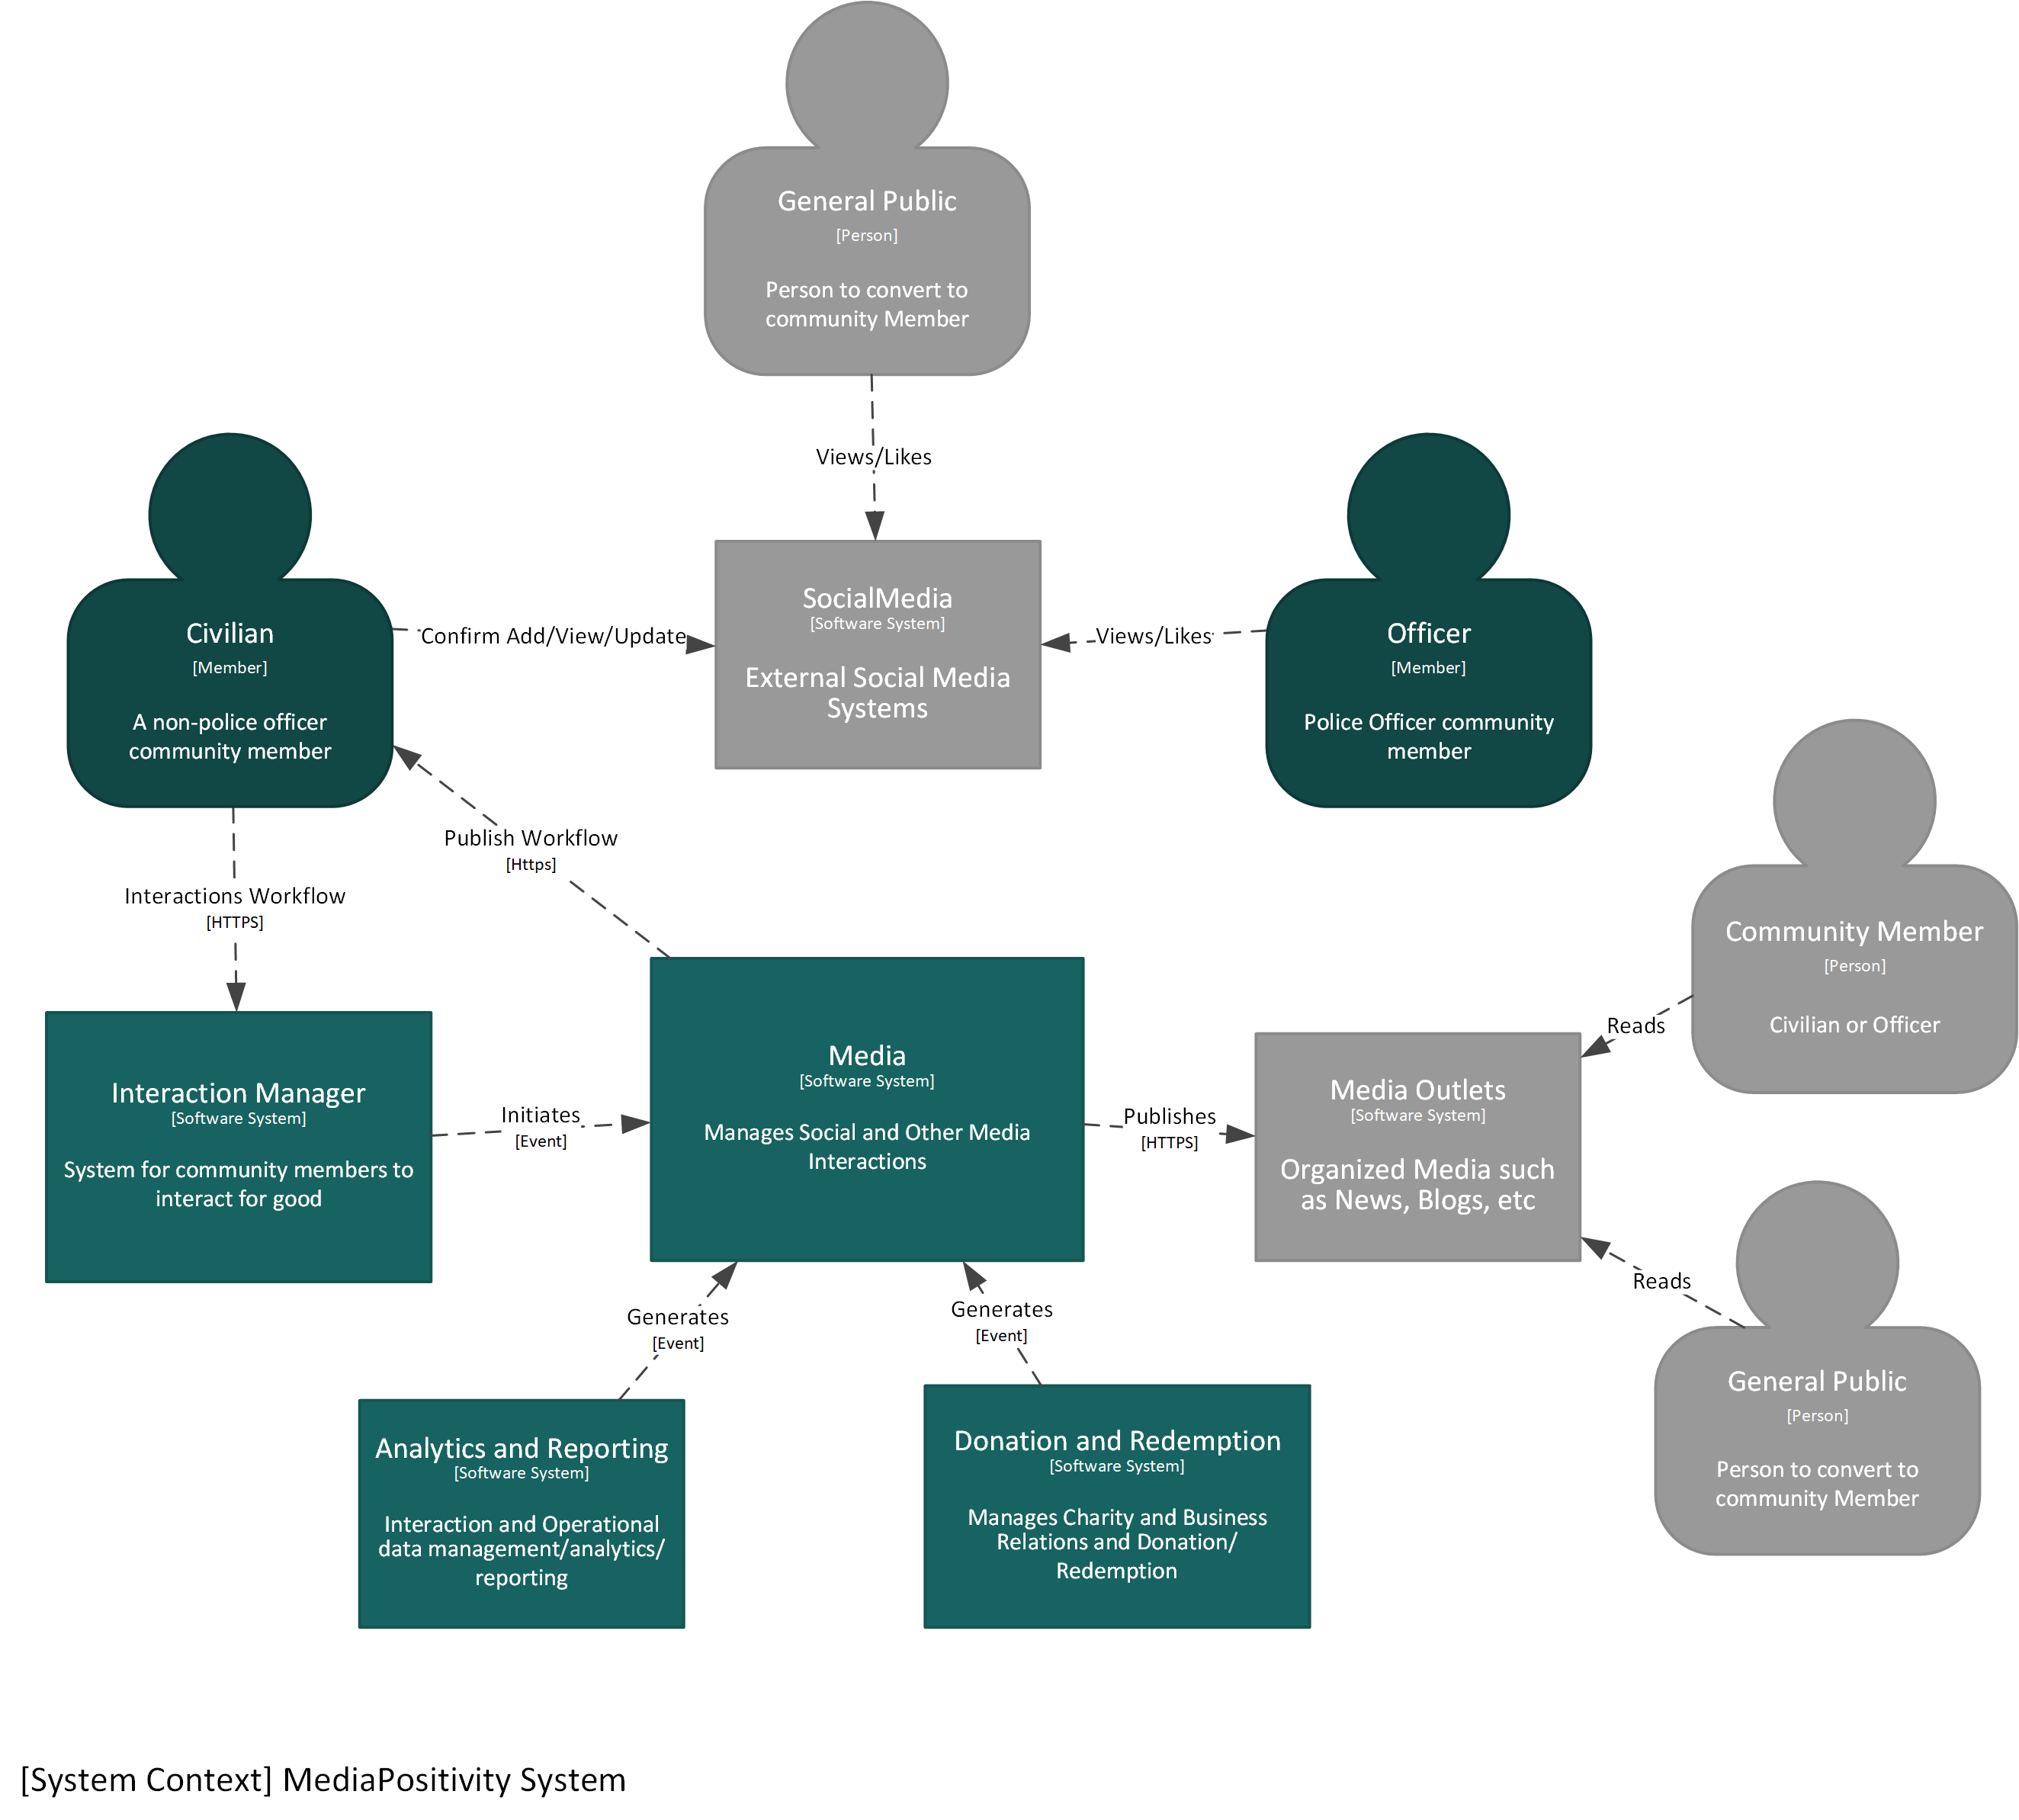 General Public
[Person]
Person to convert to
community Member
Views/Likes
Civilian
[Member]
A non-police officer
community member
Confirm Add/View/Update
SocialMedia
[Software System]
External Social Media
Systems
Views/Likes
Officer
[Member]
Police Officer community
member
Publish Workflow
[Https]
Interactions Workflow
[HTTPS]
Community Member
[Person]
Civilian or Officer
Reads
Interaction Manager
[Software System]
System for community members to
interact for good
Initiates
[Event]
Media
[Software System]
Manages Social and Other Media
Interactions
Publishes
[HTTPS]
Media Outlets
[Software System]
Organized Media such
as News, Blogs, etc
Reads
General Public
[Person]
Person to convert to
community Member
Generates
[Event]
Generates
[Event]
Analytics and Reporting
[Software System]
Interaction and Operational
data management/analytics/
reporting
Donation and Redemption
[Software System]
Manages Charity and Business
Relations and Donation/
Redemption
[System Context] MediaPositivity System